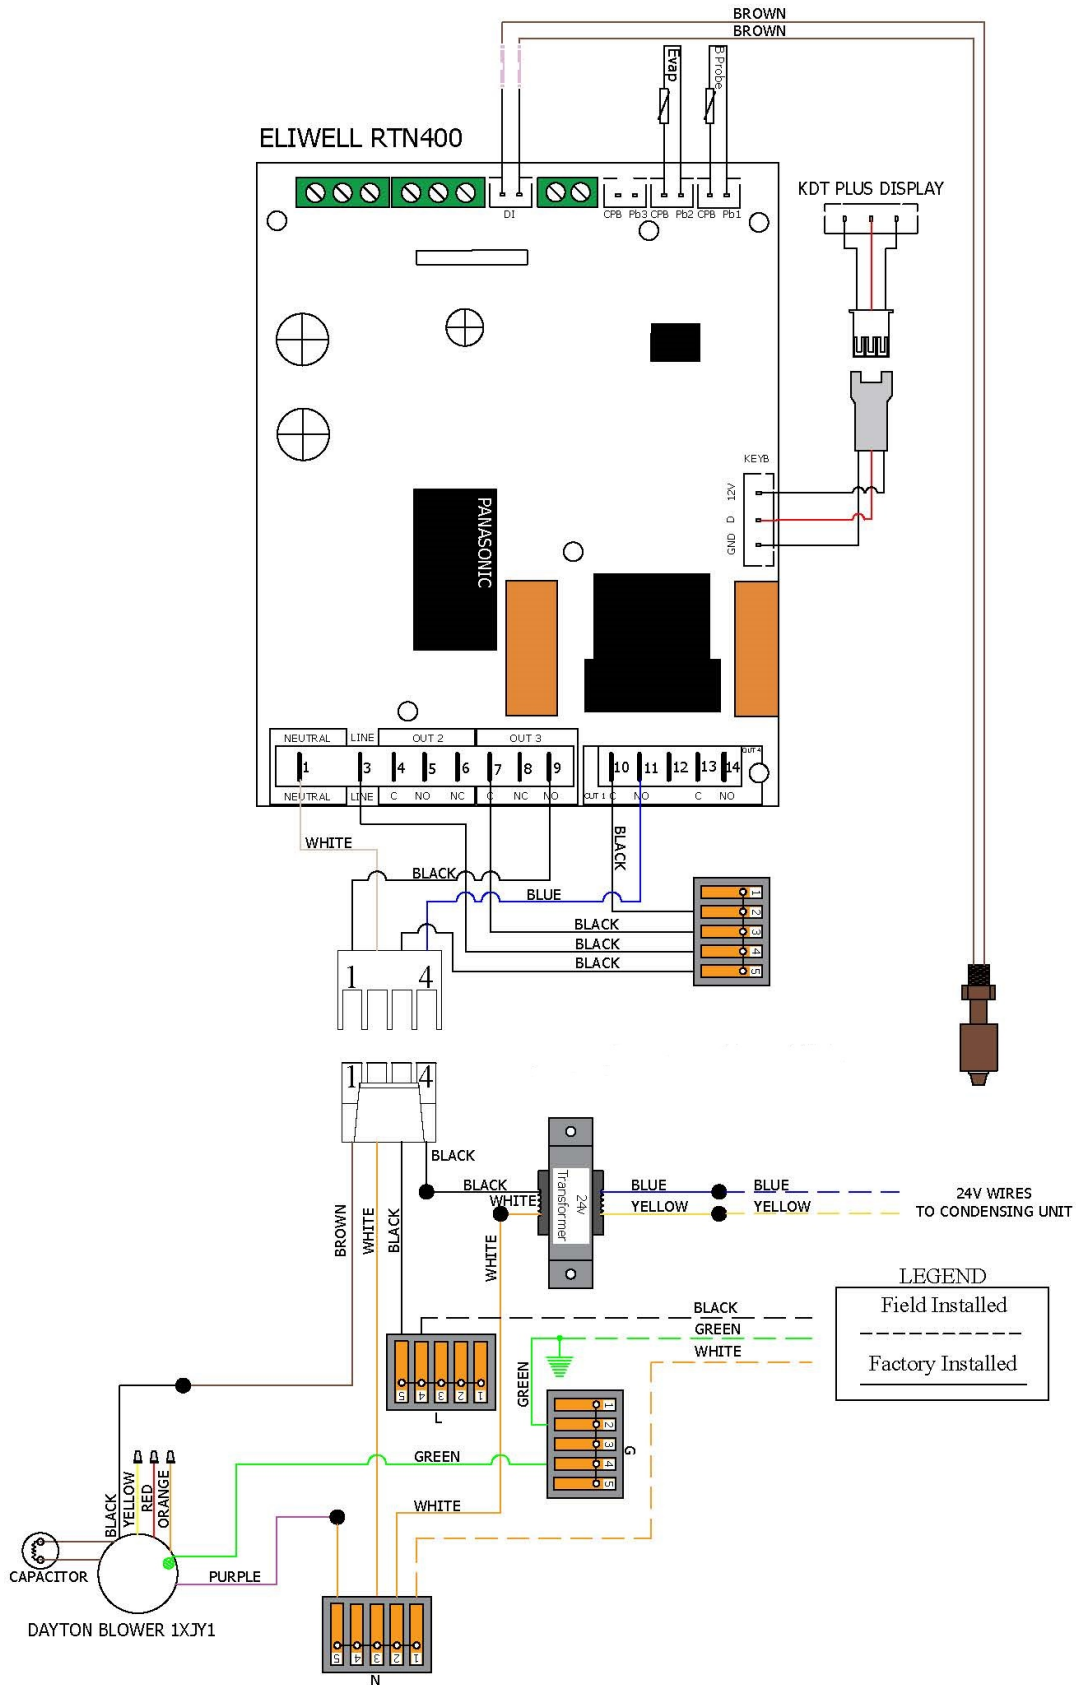 BROWN
BROWN
Evap
B Probe
ELIWELL RTN400
DI
CPB Pb3 CPB Pb2 CPB Pb1
KDT PLUS DISPLAY
KEYB
12V
D
GND
PANASONIC
NEUTRAL LINE OUT 2 OUT 3
OUT 4
1 3 4 5 6 7 8 9 10 11 12 13 14
NEUTRAL LINE C NO NC C NC NO OUT 1 C NO C NO
WHITE
BLACK
BLACK
BLUE
BLACK
BLACK
BLACK
1
2
3
4
5
1 4
1 4
BLACK
BLACK
WHITE
24v
Transformer
BLUE
BLUE
YELLOW
YELLOW
24V WIRES
TO CONDENSING UNIT
BROWN
WHITE
BLACK
WHITE
LEGEND
Field Installed
Factory Installed
BLACK
GREEN
WHITE
GREEN
5 4 3 2 1
L
1
2
3
4
5
G
GREEN
WHITE
BLACK
YELLOW
RED
ORANGE
CAPACITOR
PURPLE
DAYTON BLOWER 1XJY1
5 4 3 2 1
N